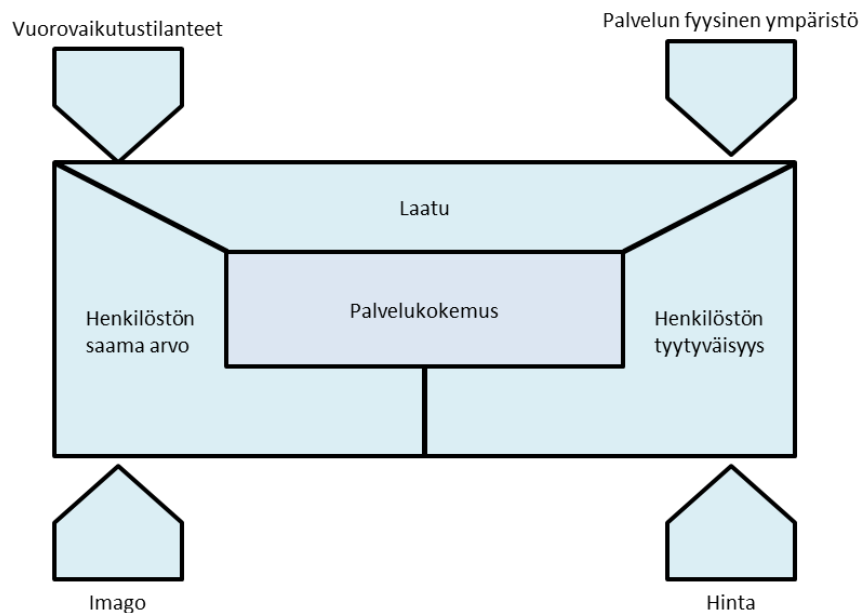 Vuorovaikutustilanteet
Palvelun fyysinen ympäristö
Laatu
Palvelukokemus
Henkilöstön
saama arvo
Henkilöstön
tyytyväisyys
Imago
Hinta